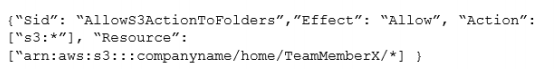 {“Sid”: “AllowS3ActionToFolders”,”Effect”: “Allow”, “Action”:
[“s3:*”], “Resource”:
[“arn:aws:s3:::companyname/home/TeamMemberX/*] }